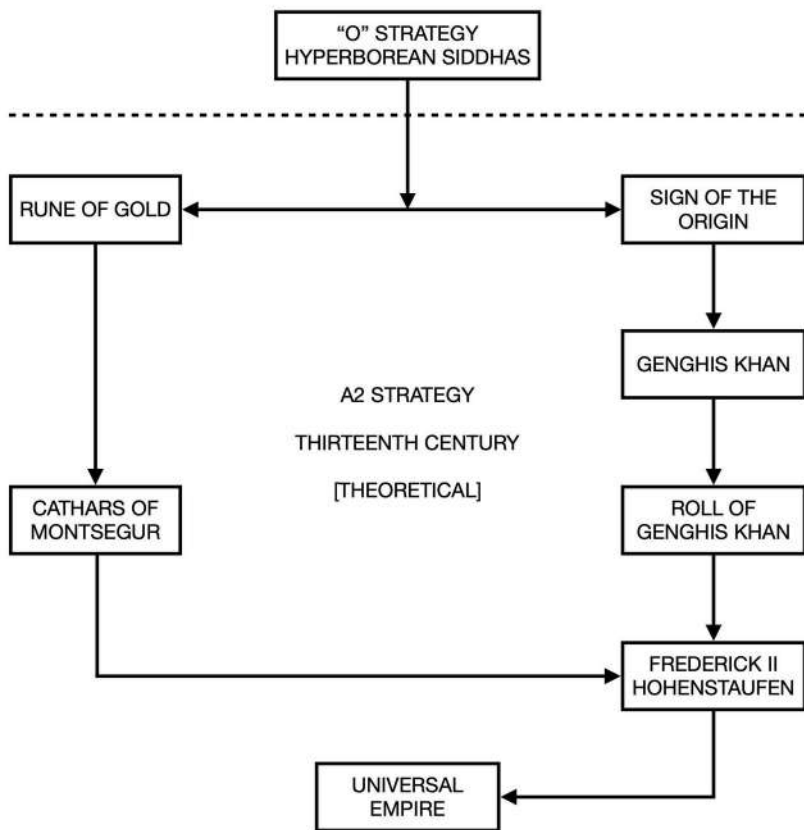 “O” STRATEGY
HYPERBOREAN SIDDHAS
RUNE OF GOLD
SIGN OF THE
ORIGIN
GENGHIS KHAN
A2 STRATEGY
THIRTEENTH CENTURY
[THEORETICAL]
CATHARS OF
MONTSEGUR
ROLL OF
GENGHIS KHAN
FREDERICK II
HOHENSTAUFEN
UNIVERSAL
EMPIRE